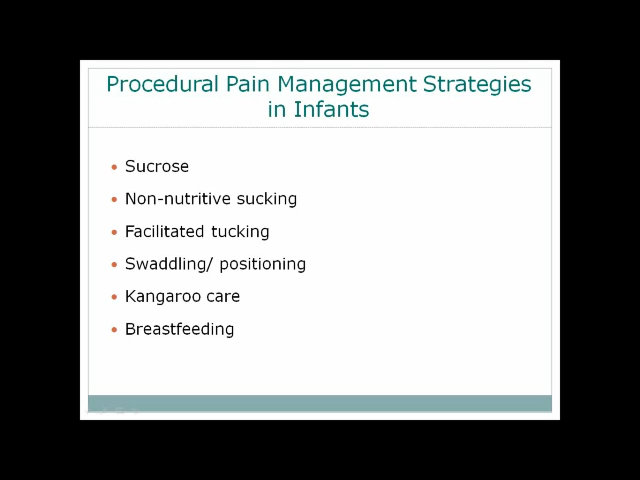 Procedural Pain Management Strategies
in Infants
• Sucrose
• Non-nutritive sucking
• Facilitated tucking
• Swaddling/ positioning
• Kangaroo care
• Breastfeeding